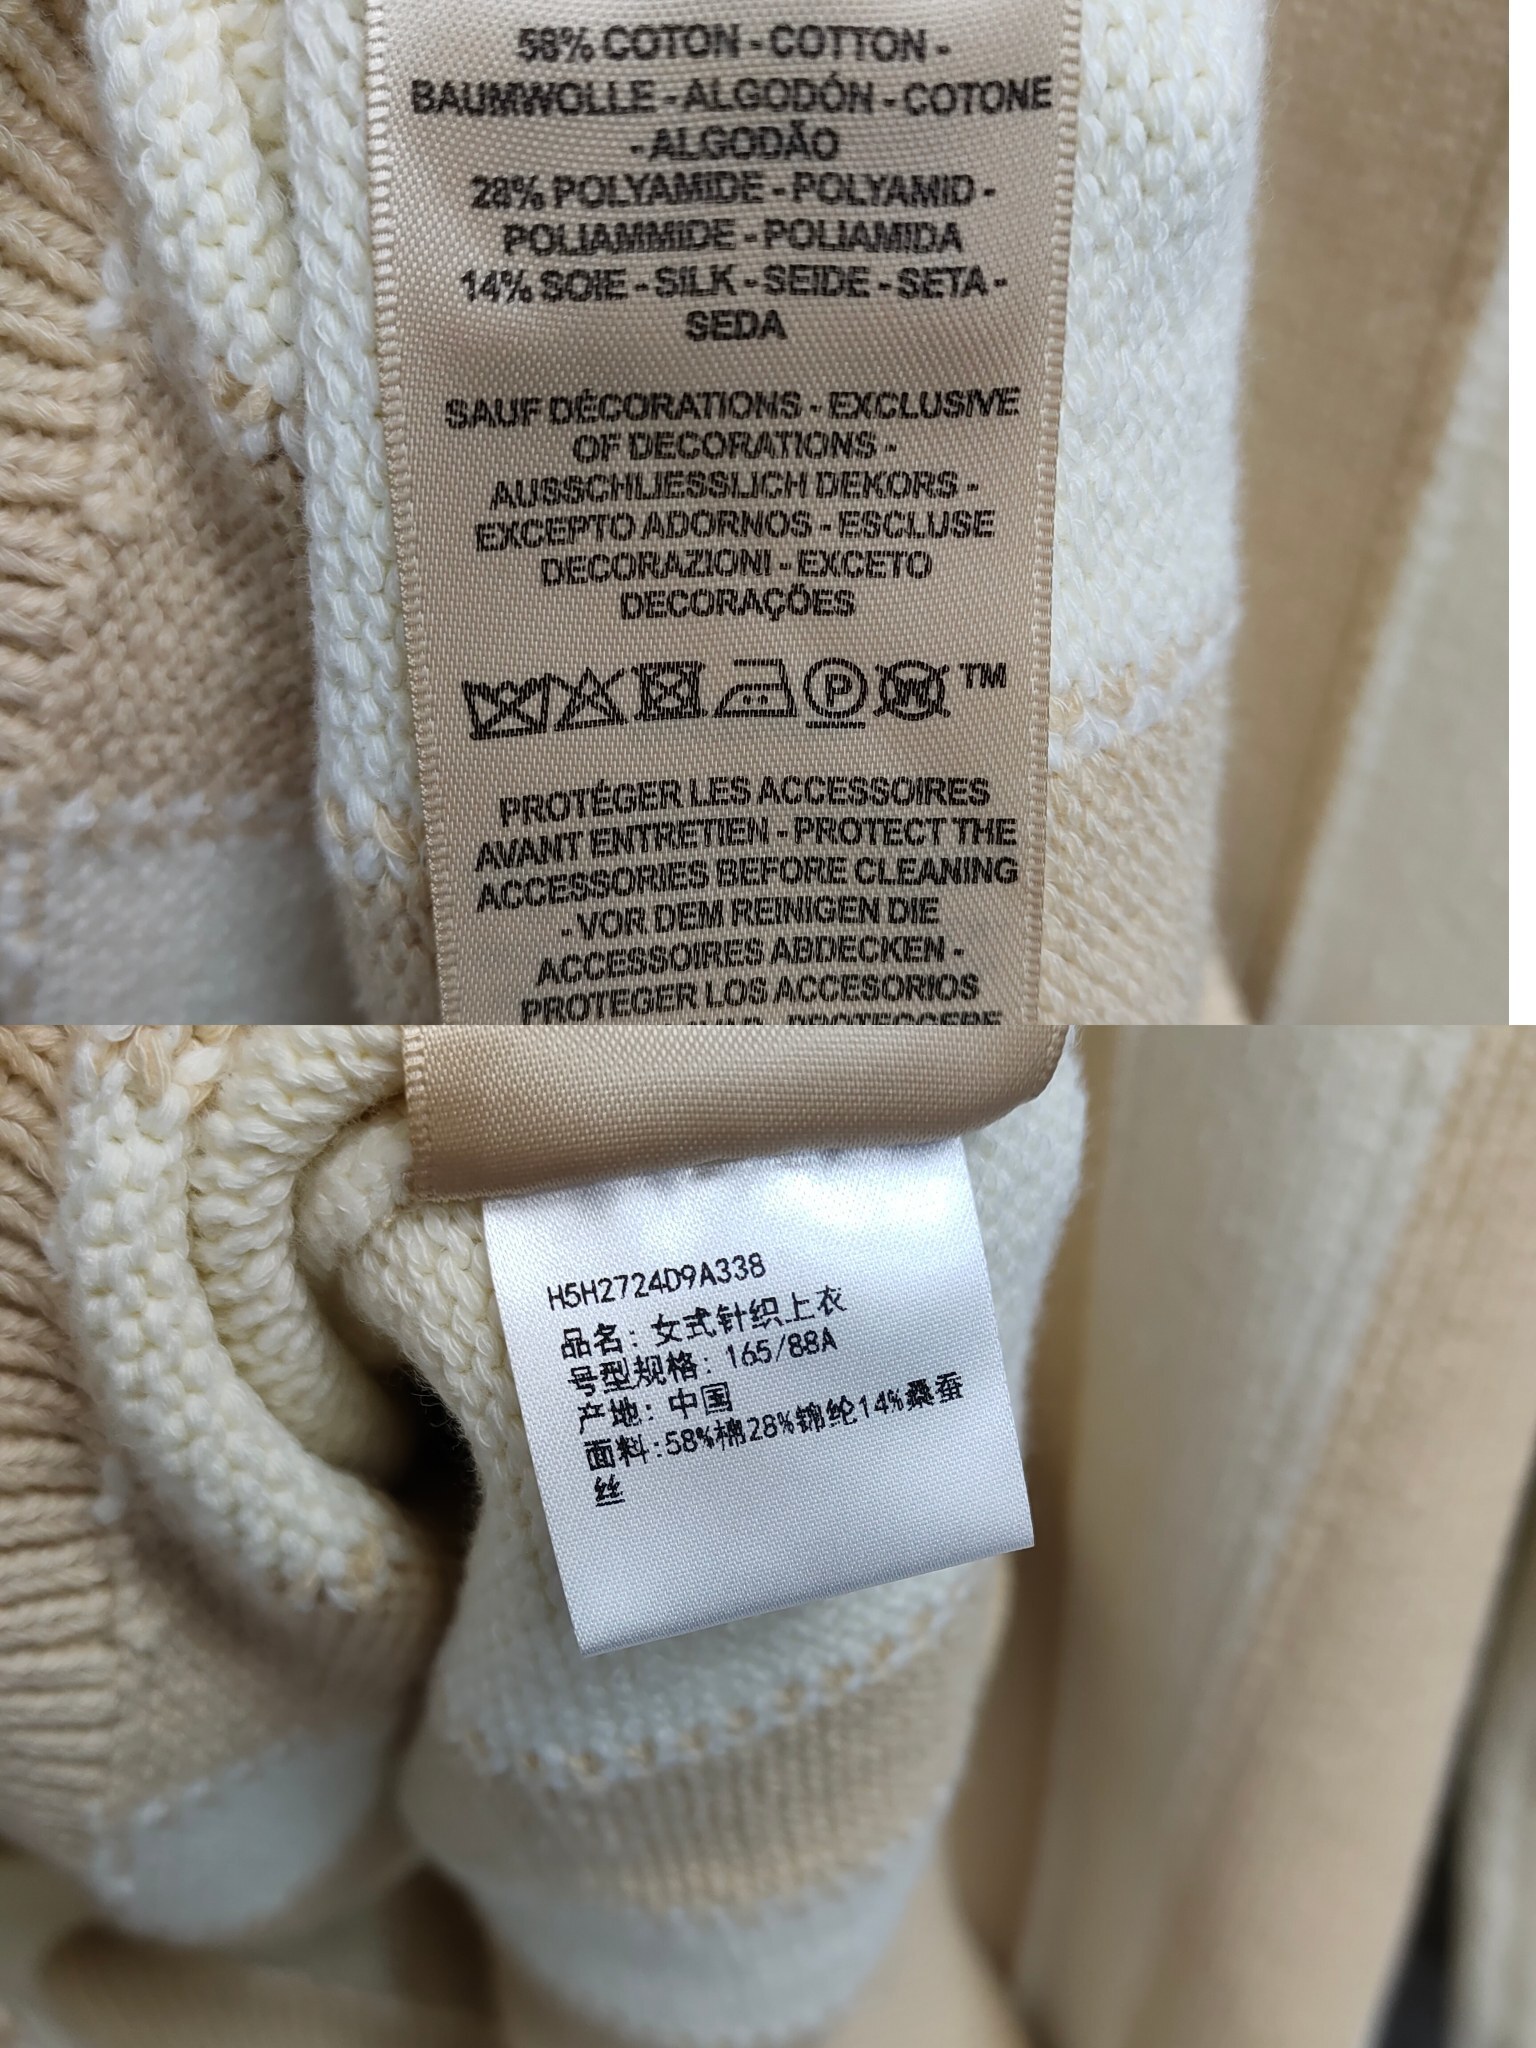 58% COTON - COTTON -
BAUMWOLLE - ALGODÓN - COTONE
- ALGODÃO
28% POLYAMIDE - POLYAMID -
POLIAMMIDE - POLIAMIDA
14% SOIE - SILK - SEIDE - SETA -
SEDA
SAUF DÉCORATIONS - EXCLUSIVE
OF DECORATIONS -
AUSSCHLIESSLICH DEKORS -
EXCEPTO ADORNOS - ESCLUSE
DECORAZIONI - EXCETO
DECORAÇÕES
P W TM
PROTÉGER LES ACCESSOIRES
AVANT ENTRETIEN - PROTECT THE
ACCESSORIES BEFORE CLEANING
- VOR DEM REINIGEN DIE
ACCESSOIRES ABDECKEN -
PROTEGER LOS ACCESORIOS
PROTEGGERE
H5H2724D9A338
品名: 女式针织上衣
号型规格: 165/88A
产地: 中国
面料:58%棉28%锦纶14%桑蚕
丝